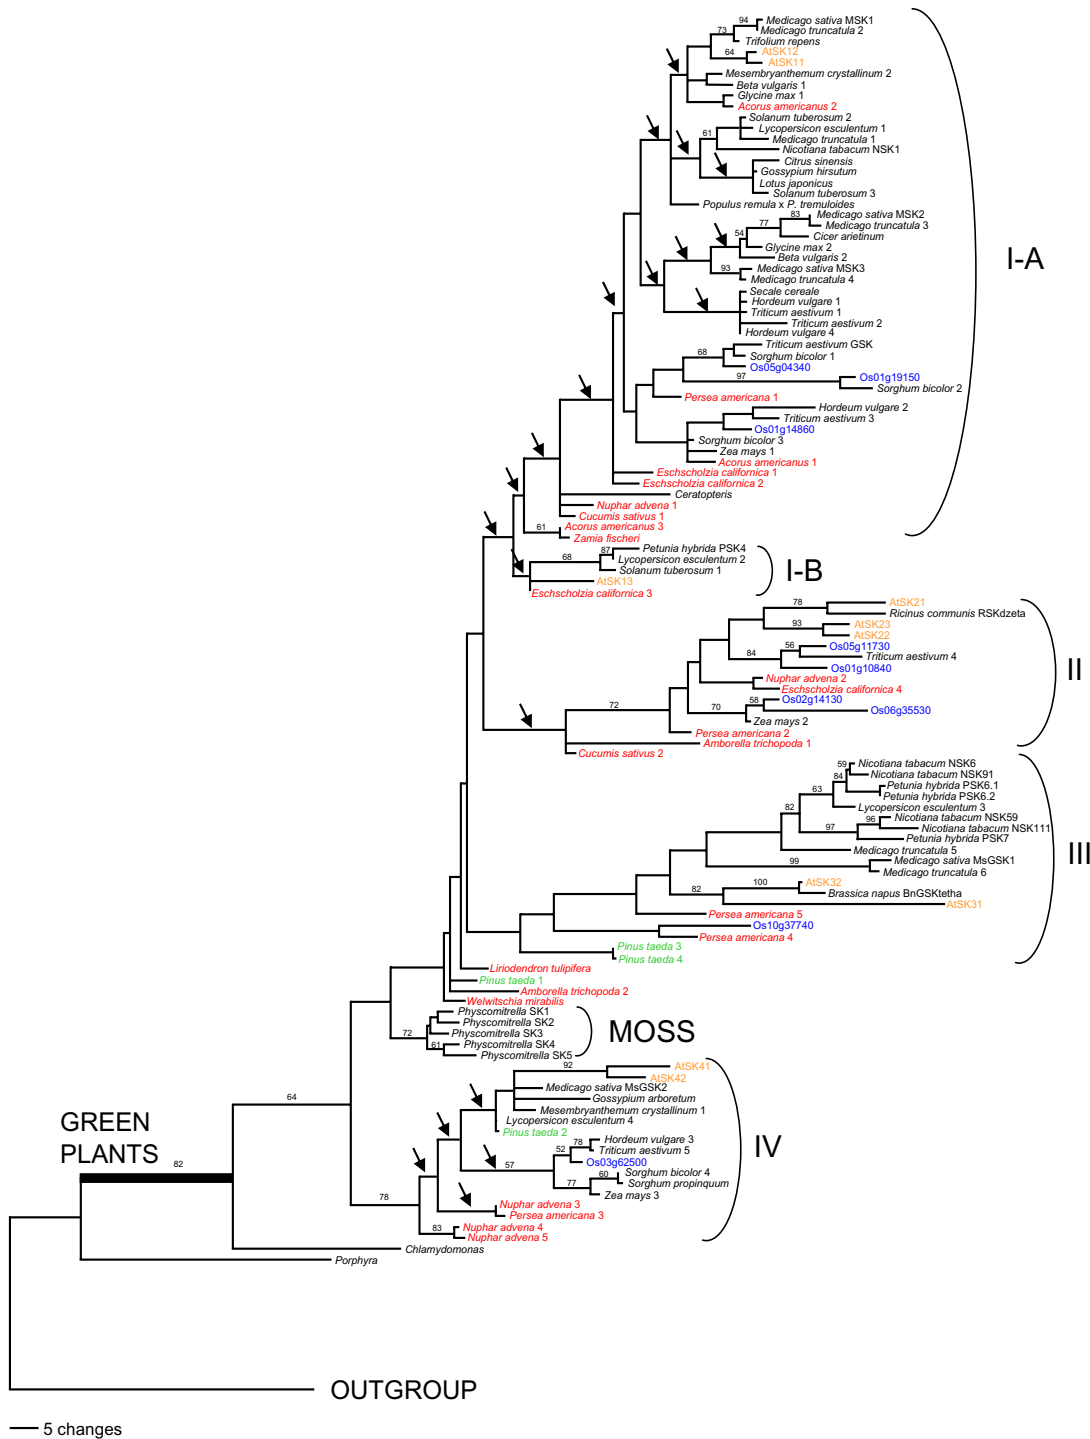 94
Medicago sativa MSK1
Medicago truncatula 2
73
Trifolium repens
64
AtSK12
AtSK11
Mesembryanthemum crystallinum 2
Beta vulgaris 1
Glycine max 1
Acorus americanus 2
Solanum tuberosum 2
Lycopersicon esculentum 1
61
Medicago truncatula 1
Nicotiana tabacum NSK1
Citrus sinensis
Gossypium hirsutum
Lotus japonicus
Solanum tuberosum 3
Populus remula x P. tremuloides
83
Medicago sativa MSK2
77
Medicago truncatula 3
54
Cicer arietinum
Glycine max 2
Beta vulgaris 2
I-A
93
Medicago sativa MSK3
Medicago truncatula 4
Secale cereale
Hordeum vulgare 1
Triticum aestivum 1
Triticum aestivum 2
Hordeum vulgare 4
Triticum aestivum GSK
68
Sorghum bicolor 1
Os05g04340
97
Os01g19150
Sorghum bicolor 2
Persea americana 1
Hordeum vulgare 2
Triticum aestivum 3
Os01g14860
Sorghum bicolor 3
Zea mays 1
Acorus americanus 1
Eschscholzia californica 1
Eschscholzia californica 2
Ceratopteris
Nuphar advena 1
Cucumis sativus 1
61
Acorus americanus 3
Zamia fischeri
87
Petunia hybrida PSK4
68
Lycopersicon esculentum 2
Solanum tuberosum 1
I-B
AtSK13
Eschscholzia californica 3
78
AtSK21
Ricinus communis RSKdzeta
93
AtSK23
AtSK22
56
Os05g11730
84
Triticum aestivum 4
Os01g10840
II
Nuphar advena 2
Eschscholzia californica 4
72
58
Os02g14130
70
Os06g35530
Zea mays 2
Persea americana 2
Amborella trichopoda 1
Cucumis sativus 2
59
Nicotiana tabacum NSK6
84
Nicotiana tabacum NSK91
63
Petunia hybrida PSK6.1
Petunia hybrida PSK6.2
82
Lycopersicon esculentum 3
96
Nicotiana tabacum NSK59
97
Nicotiana tabacum NSK111
Petunia hybrida PSK7
Medicago truncatula 5
III
99
Medicago sativa MsGSK1
Medicago truncatula 6
100
AtSK32
82
Brassica napus BnGSKtetha
AtSK31
Persea americana 5
Os10g37740
Persea americana 4
Pinus taeda 3
Pinus taeda 4
Liriodendron tulipifera
Pinus taeda 1
Amborella trichopoda 2
Welwitschia mirabilis
Physcomitrella SK1
Physcomitrella SK2
72
Physcomitrella SK3
MOSS
61
Physcomitrella SK4
Physcomitrella SK5
92
AtSK41
AtSK42
Medicago sativa MsGSK2
64
Gossypium arboretum
Mesembryanthemum crystallinum 1
Lycopersicon esculentum 4
Pinus taeda 2
GREEN
PLANTS
78
Hordeum vulgare 3
52
Triticum aestivum 5
IV
82
57
Os03g62500
60
Sorghum bicolor 4
77
Sorghum propinquum
Zea mays 3
78
Nuphar advena 3
Persea americana 3
83
Nuphar advena 4
Nuphar advena 5
Chlamydomonas
Porphyra
OUTGROUP
5 changes